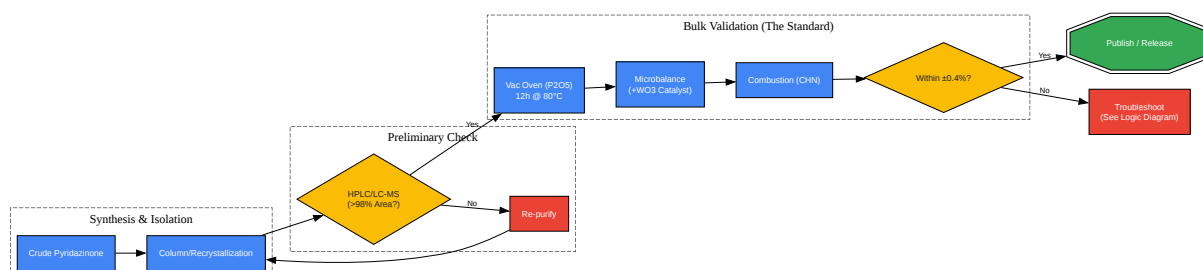 Synthesis & Isolation
Crude Pyridazinone
Column/Recrystallization
Preliminary Check
HPLC/LC-MS
(>98% Area?)
Yes
No
Re-purify
Bulk Validation (The Standard)
Vac Oven (P2O5)
12h @ 80°C
Microbalance
(+WO3 Catalyst)
Combustion (CHN)
Within ±0.4%?
Yes
No
Publish / Release
Troubleshoot
(See Logic Diagram)